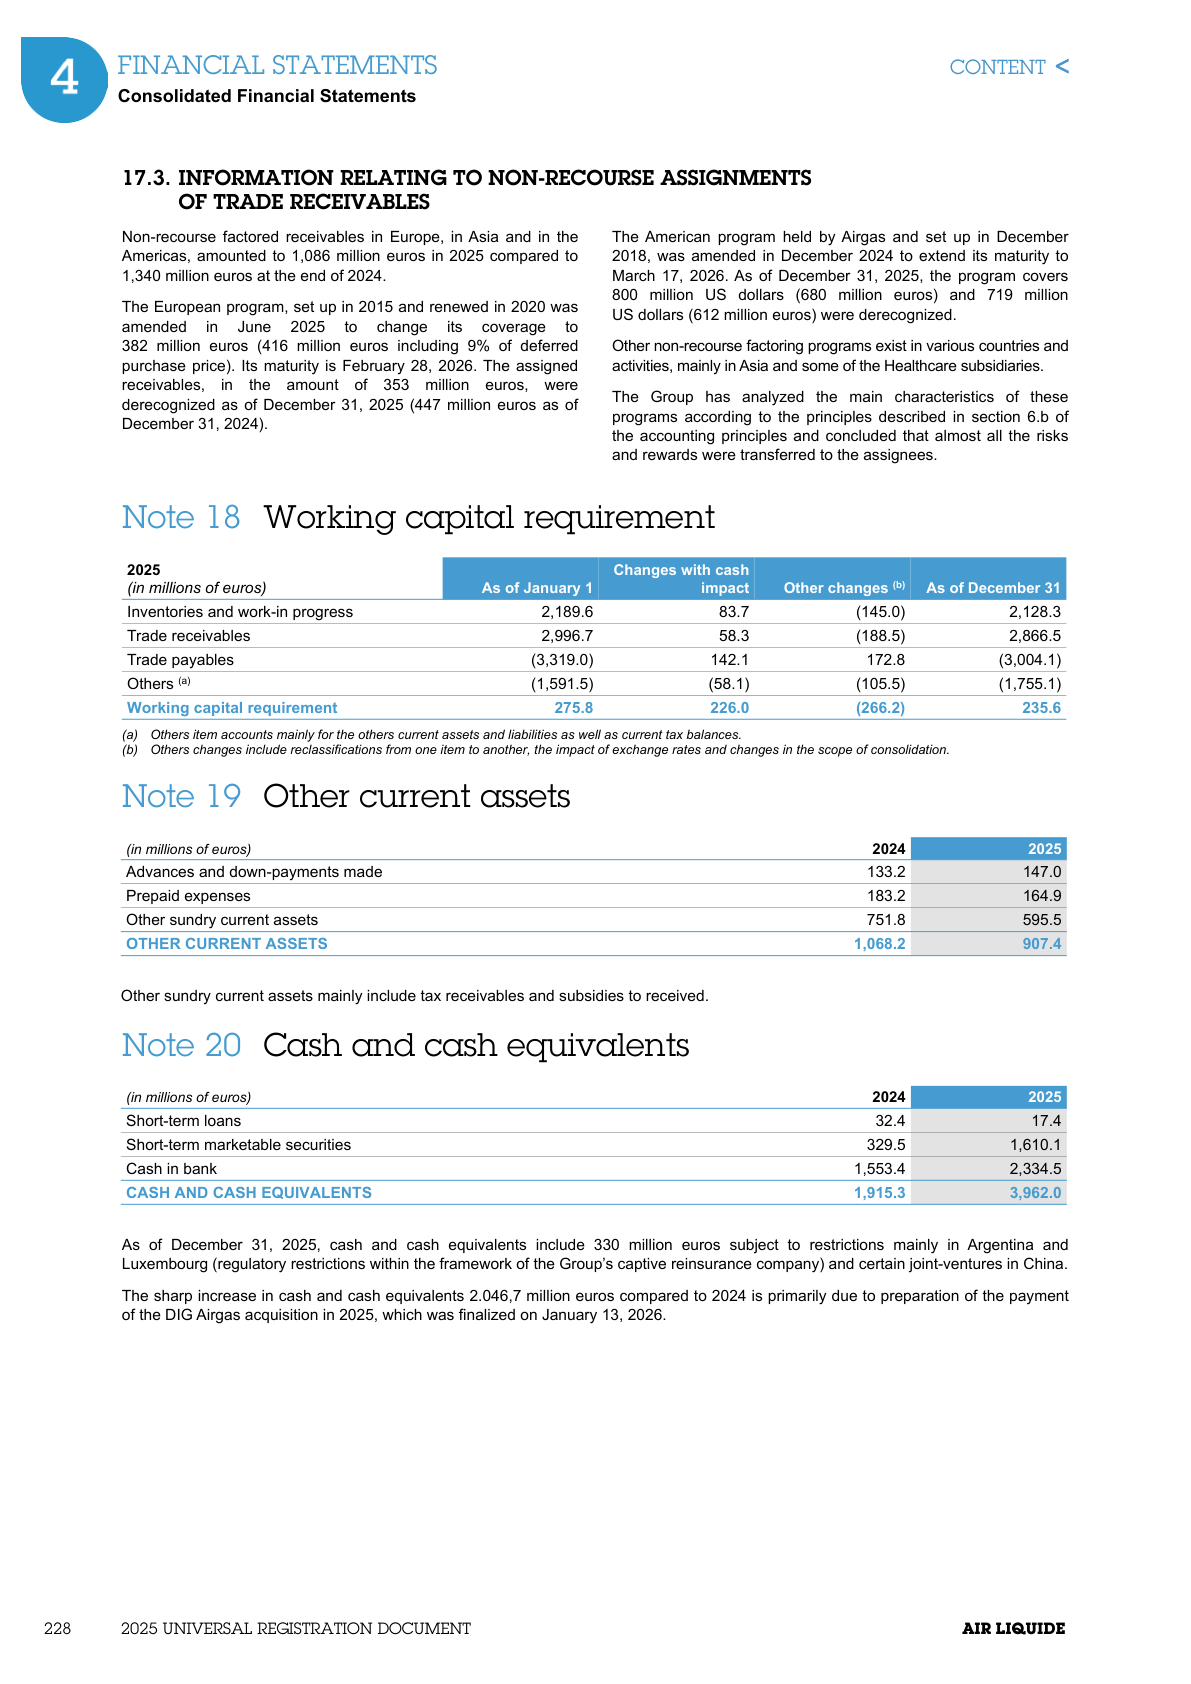 4
FINANCIAL STATEMENTS
CONTENT <
Consolidated Financial Statements
17.3. INFORMATION RELATING TO NON-RECOURSE ASSIGNMENTS
OF TRADE RECEIVABLES
Non-recourse factored receivables in Europe, in Asia and in the
Americas, amounted to 1,086 million euros in 2025 compared to
1,340 million euros at the end of 2024.
The European program, set up in 2015 and renewed in 2020 was
amended in June 2025 to change its coverage to
382 million euros (416 million euros including 9% of deferred
purchase price). Its maturity is February 28, 2026. The assigned
receivables, in the amount of 353 million euros, were
derecognized as of December 31, 2025 (447 million euros as of
December 31, 2024).
The American program held by Airgas and set up in December
2018, was amended in December 2024 to extend its maturity to
March 17, 2026. As of December 31, 2025, the program covers
800 million US dollars (680 million euros) and 719 million
US dollars (612 million euros) were derecognized.
Other non-recourse factoring programs exist in various countries and
activities, mainly in Asia and some of the Healthcare subsidiaries.
The Group has analyzed the main characteristics of these
programs according to the principles described in section 6.b of
the accounting principles and concluded that almost all the risks
and rewards were transferred to the assignees.
Note 18 Working capital requirement
2025
(in millions of euros) As of January 1 Changes with cash impact Other changes (b) As of December 31
Inventories and work-in progress 2,189.6 83.7 (145.0) 2,128.3
Trade receivables 2,996.7 58.3 (188.5) 2,866.5
Trade payables (3,319.0) 142.1 172.8 (3,004.1)
Others (a) (1,591.5) (58.1) (105.5) (1,755.1)
Working capital requirement 275.8 226.0 (266.2) 235.6
(a) Others item accounts mainly for the others current assets and liabilities as well as current tax balances.
(b) Others changes include reclassifications from one item to another, the impact of exchange rates and changes in the scope of consolidation.
Note 19 Other current assets
(in millions of euros) 2024 2025
Advances and down-payments made 133.2 147.0
Prepaid expenses 183.2 164.9
Other sundry current assets 751.8 595.5
OTHER CURRENT ASSETS 1,068.2 907.4
Other sundry current assets mainly include tax receivables and subsidies to received.
Note 20 Cash and cash equivalents
(in millions of euros) 2024 2025
Short-term loans 32.4 17.4
Short-term marketable securities 329.5 1,610.1
Cash in bank 1,553.4 2,334.5
CASH AND CASH EQUIVALENTS 1,915.3 3,962.0
As of December 31, 2025, cash and cash equivalents include 330 million euros subject to restrictions mainly in Argentina and
Luxembourg (regulatory restrictions within the framework of the Group’s captive reinsurance company) and certain joint-ventures in China.
The sharp increase in cash and cash equivalents 2.046,7 million euros compared to 2024 is primarily due to preparation of the payment
of the DIG Airgas acquisition in 2025, which was finalized on January 13, 2026.
228 2025 UNIVERSAL REGISTRATION DOCUMENT AIR LIQUIDE